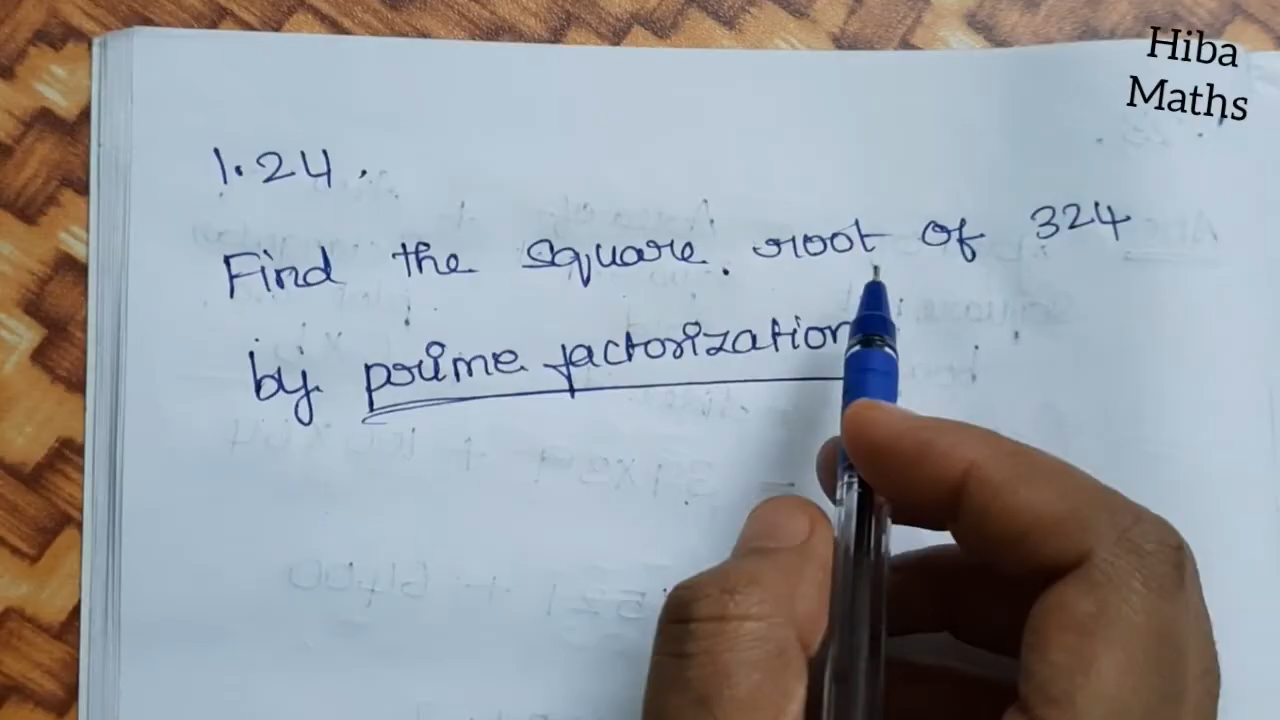 Hiba
Maths
1.24.
Find the square root of 324
by prime factorization